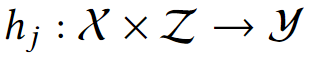 h_j : 𝒳 × 𝒵 → 𝒴